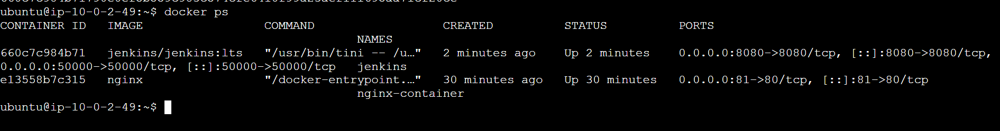 ubuntu@ip-10-0-2-49:~$ docker ps
CONTAINER ID   IMAGE                 COMMAND                  CREATED          STATUS          PORTS
                                                  NAMES
660c7c984b71   jenkins/jenkins:lts   "/usr/bin/tini -- /u…"   2 minutes ago    Up 2 minutes    0.0.0.0:8080->8080/tcp, [::]:8080->8080/tcp,
0.0.0.0:50000->50000/tcp, [::]:50000->50000/tcp   jenkins
e13558b7c315   nginx                 "/docker-entrypoint.…"   30 minutes ago   Up 30 minutes   0.0.0.0:81->80/tcp, [::]:81->80/tcp
                                                  nginx-container
ubuntu@ip-10-0-2-49:~$